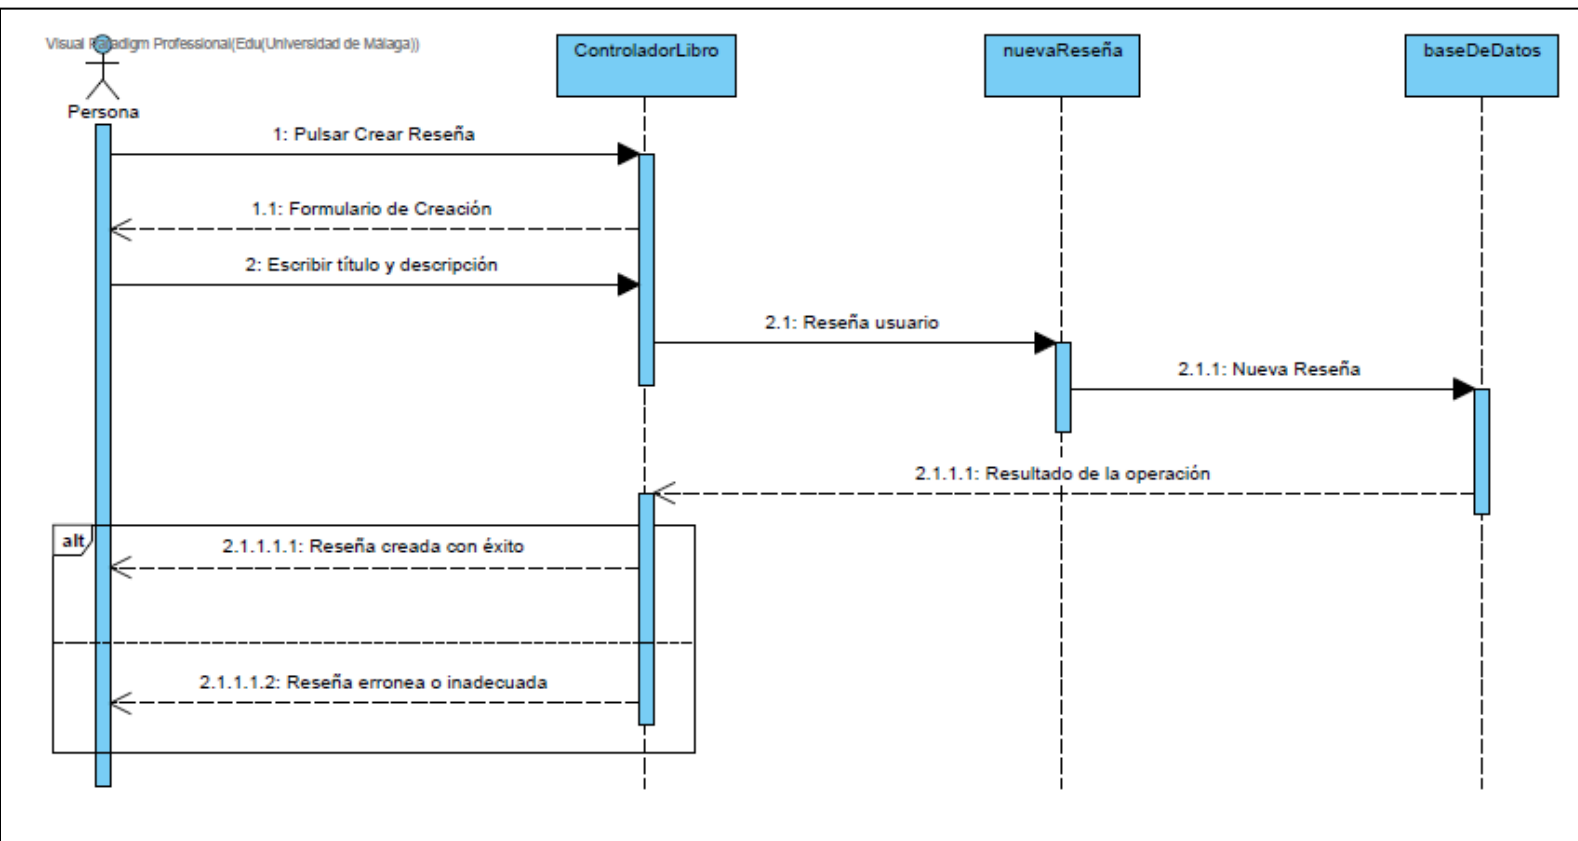 Visual Paradigm Professional(Edu(Universidad de Málaga))
Persona
ControladorLibro
nuevaReseña
baseDeDatos
1: Pulsar Crear Reseña
1.1: Formulario de Creación
2: Escribir título y descripción
2.1: Reseña usuario
2.1.1: Nueva Reseña
2.1.1.1: Resultado de la operación
alt
2.1.1.1.1: Reseña creada con éxito
2.1.1.1.2: Reseña erronea o inadecuada